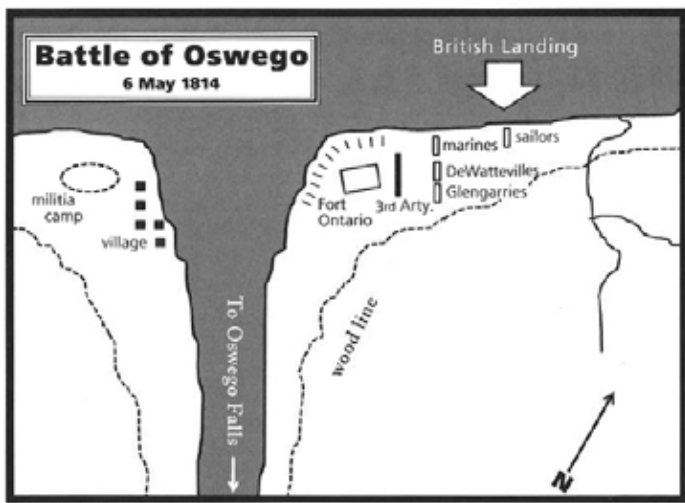 Battle of Oswego
6 May 1814
British Landing
marines
sailors
DeWattevilles
Glengarries
3rd Arty.
Fort
Ontario
militia
camp
village
To Oswego Falls
wood line
N